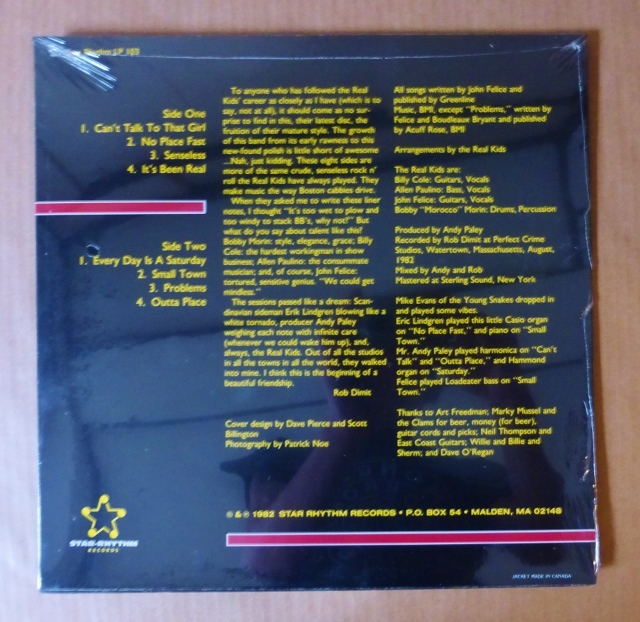 Rhythm LP 103
Side One
1. Can't Talk To That Girl
2. No Place Fast
3. Senseless
4. It's Been Real
Side Two
1. Every Day Is A Saturday
2. Small Town
3. Problems
4. Outta Place
To anyone who has followed the Real
Kids' career as closely as I have (which is to
say, not at all), it should come as no sur-
prise to find in this, their latest disc, the
fruition of their mature style. The growth
of this band from its early rawness to this
new-found polish is little short of awesome
...Nah, just kidding. These eight sides are
more of the same crude, senseless rock n'
roll the Real Kids have always played. They
make music the way Boston cabbies drive.
When they asked me to write these liner
notes, I thought "It's too wet to plow and
too windy to stack BB's, why not?" But
what do you say about talent like this?
Bobby Morin: style, elegance, grace; Billy
Cole: the hardest workingman in show
business; Allen Paulino: the consummate
musician; and, of course, John Felice:
tortured, sensitive genius. "We could get
mindless."
The sessions passed like a dream: Scan-
dinavian sideman Erik Lindgren blowing like a
white tornado, producer Andy Paley
weighing each note with infinite care
(whenever we could wake him up), and,
always, the Real Kids. Out of all the studios
in all the towns in all the world, they walked
into mine. I think this is the beginning of a
beautiful friendship.
Rob Dimit
Cover design by Dave Pierce and Scott
Billington
Photography by Patrick Noe
All songs written by John Felice and
published by Greenline
Music, BMI, except "Problems," written by
Felice and Boudleaux Bryant and published
by Acuff Rose, BMI
Arrangements by the Real Kids
The Real Kids are:
Billy Cole: Guitars, Vocals
Allen Paulino: Bass, Vocals
John Felice: Guitars, Vocals
Bobby "Morocco" Morin: Drums, Percussion
Produced by Andy Paley
Recorded by Rob Dimit at Perfect Crime
Studios, Watertown, Massachusetts, August,
1982
Mixed by Andy and Rob
Mastered at Sterling Sound, New York
Mike Evans of the Young Snakes dropped in
and played some vibes.
Eric Lindgren played this little Casio organ
on "No Place Fast," and piano on "Small
Town."
Mr. Andy Paley played harmonica on "Can't
Talk" and "Outta Place," and Hammond
organ on "Saturday."
Felice played Loadeater bass on "Small
Town."
Thanks to Art Freedman; Marky Mussel and
the Clams for beer, money (for beer),
guitar cords and picks; Neil Thompson and
East Coast Guitars; Willie and Billie and
Sherm; and Dave O'Regan
STAR-RHYTHM
RECORDS
© & ℗ 1982 STAR RHYTHM RECORDS • P.O. BOX 54 • MALDEN, MA 02148
JACKET MADE IN CANADA